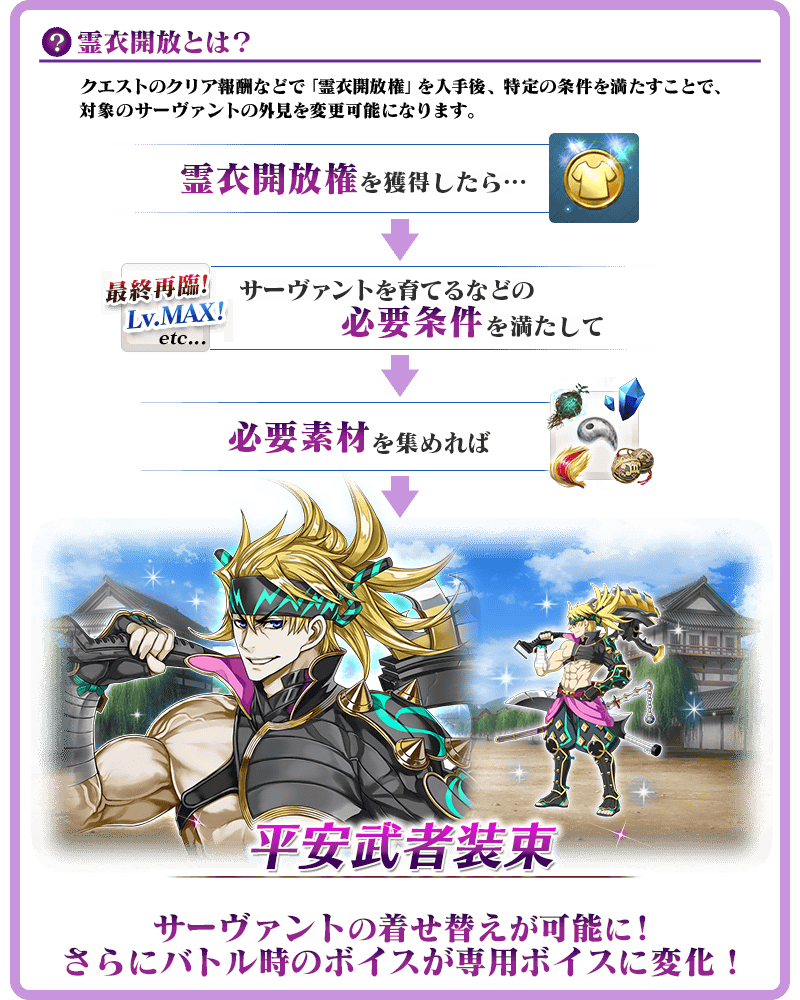 ? 霊衣開放とは？
クエストのクリア報酬などで「霊衣開放権」を入手後、特定の条件を満たすことで、
対象のサーヴァントの外見を変更可能になります。
霊衣開放権を獲得したら…
最終再臨!
Lv.MAX!
etc...
サーヴァントを育てるなどの
必要条件を満たして
必要素材を集めれば
平安武者装束
サーヴァントの着せ替えが可能に!
さらにバトル時のボイスが専用ボイスに変化！